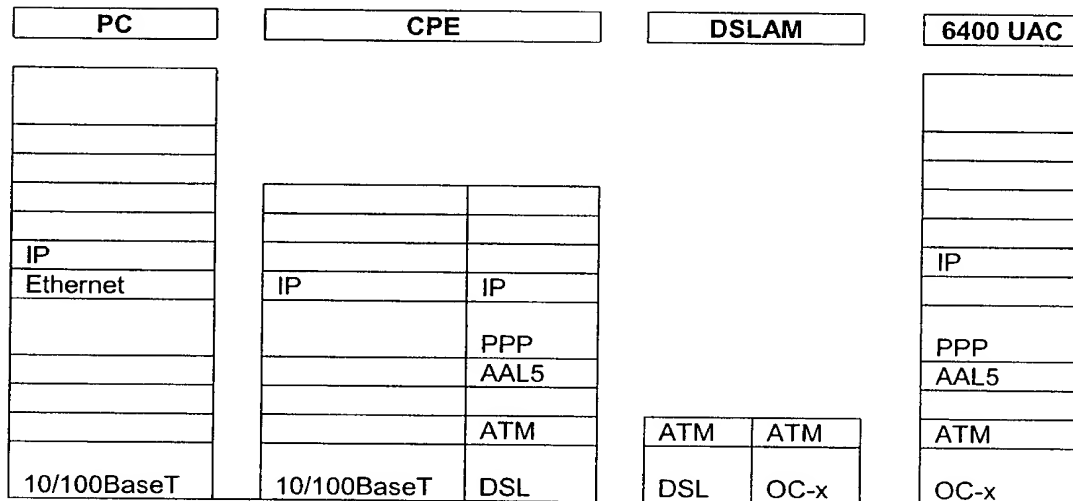 PC CPE DSLAM 6400 UAC
IP IP
Ethernet IP IP
PPP PPP
AAL5 AAL5
ATM ATM ATM ATM
10/100BaseT 10/100BaseT DSL DSL OC-x OC-x